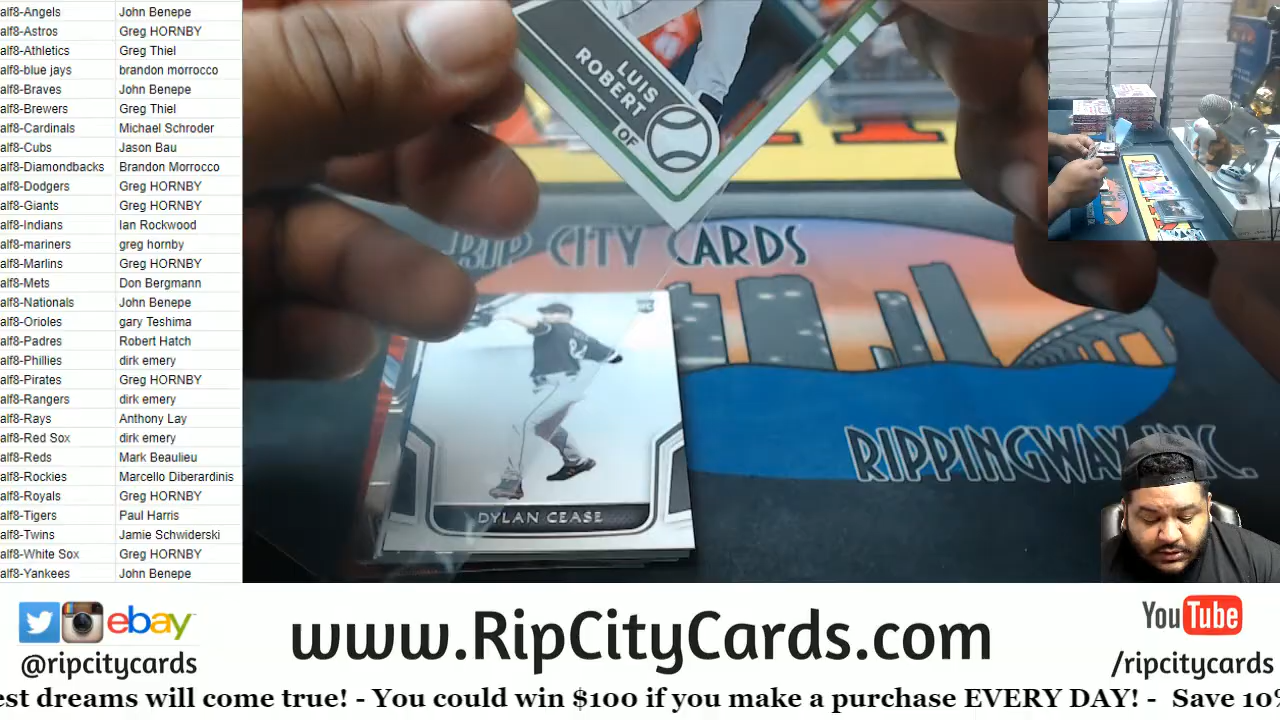 alf8-Angels John Benepe
alf8-Astros Greg HORNBY
alf8-Athletics Greg Thiel
alf8-blue jays brandon morrocco
alf8-Braves John Benepe
alf8-Brewers Greg Thiel
alf8-Cardinals Michael Schroder
alf8-Cubs Jason Bau
alf8-Diamondbacks Brandon Morrocco
alf8-Dodgers Greg HORNBY
alf8-Giants Greg HORNBY
alf8-Indians Ian Rockwood
alf8-mariners greg hornby
alf8-Marlins Greg HORNBY
alf8-Mets Don Bergmann
alf8-Nationals John Benepe
alf8-Orioles gary Teshima
alf8-Padres Robert Hatch
alf8-Phillies dirk emery
alf8-Pirates Greg HORNBY
alf8-Rangers dirk emery
alf8-Rays Anthony Lay
alf8-Red Sox dirk emery
alf8-Reds Mark Beaulieu
alf8-Rockies Marcello Diberardinis
alf8-Royals Greg HORNBY
alf8-Tigers Paul Harris
alf8-Twins Jamie Schwiderski
alf8-White Sox Greg HORNBY
alf8-Yankees John Benepe
LUIS
ROBERT
OF
RIP CITY CARDS
RC
DYLAN CEASE
RIPPINGWAX INC.
ebay
@ripcitycards
www.RipCityCards.com
YouTube
/ripcitycards
est dreams will come true! - You could win $100 if you make a purchase EVERY DAY! - Save 10%